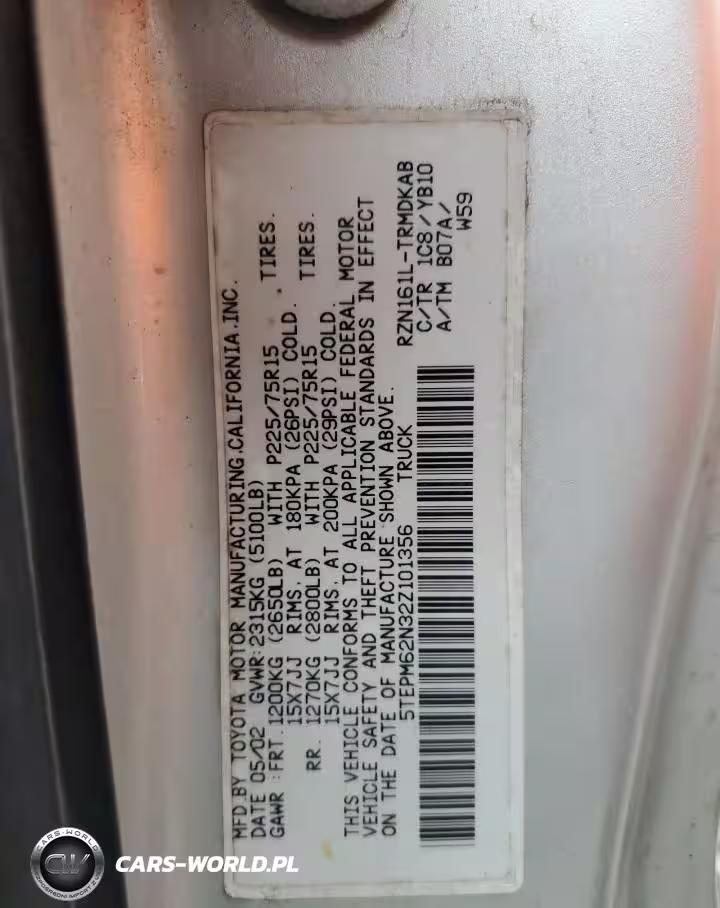 MFD.BY TOYOTA MOTOR MANUFACTURING.CALIFORNIA.INC.
DATE 05/02 GVWR:2315KG (5100LB)
GAWR :FRT.1200KG (2650LB) WITH P225/75R15 TIRES.
15X7JJ RIMS, AT 180KPA (26PSI) COLD.
RR. 1270KG (2800LB) WITH P225/75R15 TIRES.
15X7JJ RIMS, AT 200KPA (29PSI) COLD.
THIS VEHICLE CONFORMS TO ALL APPLICABLE FEDERAL MOTOR
VEHICLE SAFETY AND THEFT PREVENTION STANDARDS IN EFFECT
ON THE DATE OF MANUFACTURE SHOWN ABOVE.
5TEPM62N32Z101356 TRUCK
RZN161L-TRMDKAB
C/TR 1C8/YB10
A/TM B07A/
W59
CARS-WORLD
CW
CARS-WORLD.PL